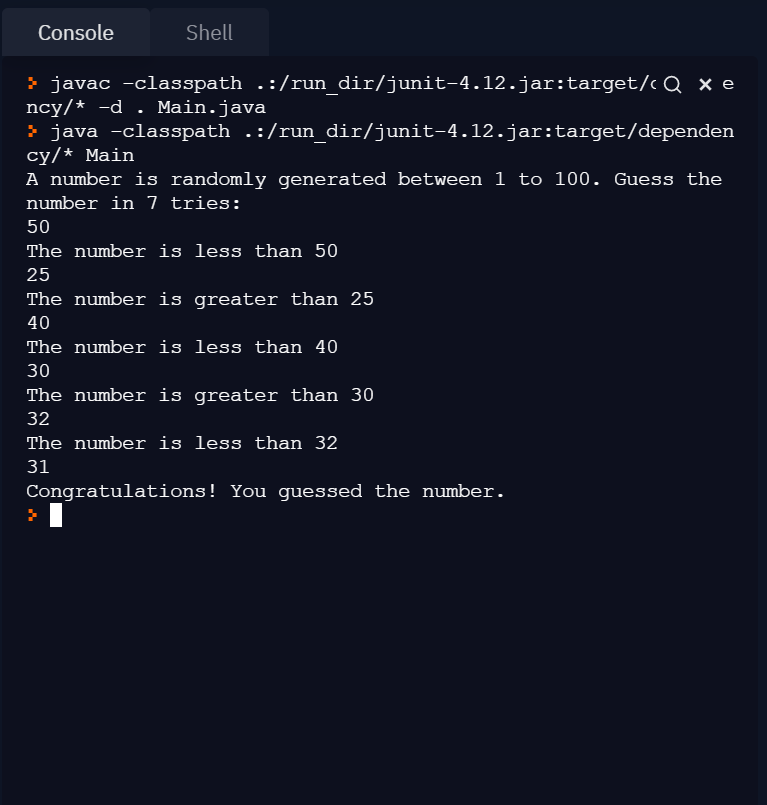 Console Shell
javac -classpath .:/run_dir/junit-4.12.jar:target/
ncy/* -d . Main.java
java -classpath .:/run_dir/junit-4.12.jar:target/dependen
cy/* Main
A number is randomly generated between 1 to 100. Guess the
number in 7 tries:
50
The number is less than 50
25
The number is greater than 25
40
The number is less than 40
30
The number is greater than 30
32
The number is less than 32
31
Congratulations! You guessed the number.